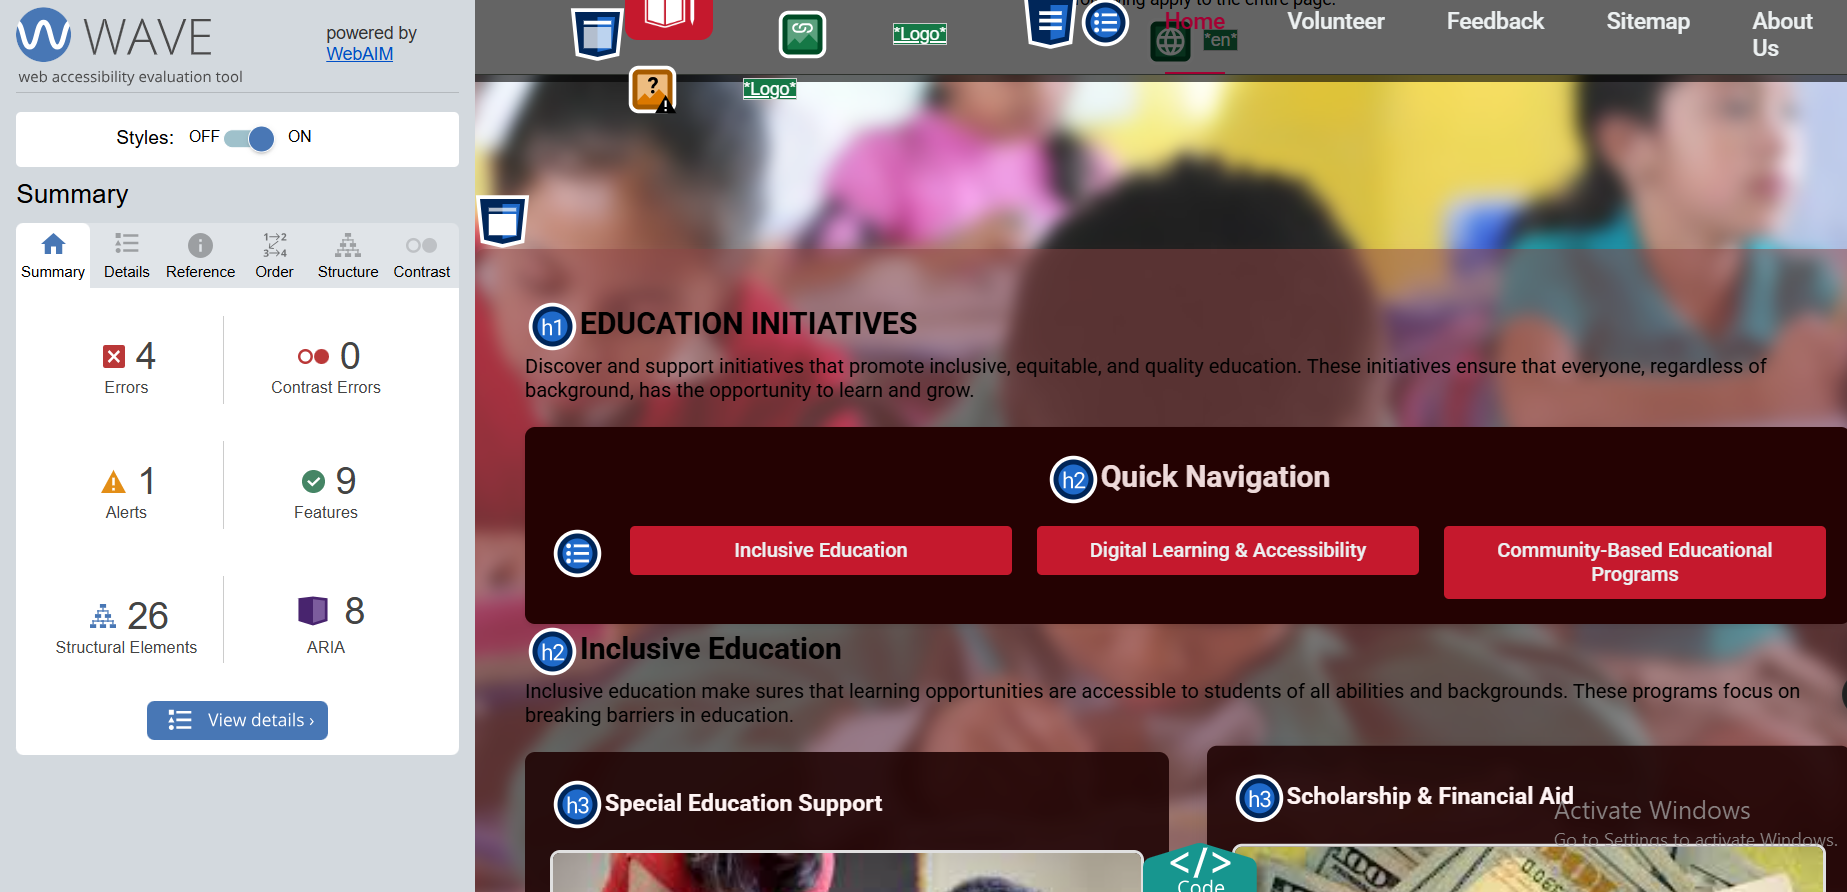 WAVE
web accessibility evaluation tool
powered by
WebAIM
Styles: OFF ON
Summary
Summary Details Reference Order Structure Contrast
4
Errors
0
Contrast Errors
1
Alerts
9
Features
26
Structural Elements
8
ARIA
View details ›
apply to the entire page.
*Logo*
Home Volunteer Feedback Sitemap About
Us
*en*
*Logo*
h1 EDUCATION INITIATIVES
Discover and support initiatives that promote inclusive, equitable, and quality education. These initiatives ensure that everyone, regardless of
background, has the opportunity to learn and grow.
h2 Quick Navigation
Inclusive Education
Digital Learning & Accessibility
Community-Based Educational
Programs
h2 Inclusive Education
Inclusive education make sures that learning opportunities are accessible to students of all abilities and backgrounds. These programs focus on
breaking barriers in education.
h3 Special Education Support
h3 Scholarship & Financial Aid
Activate Windows
Go to Settings to activate Windows.
</> Code